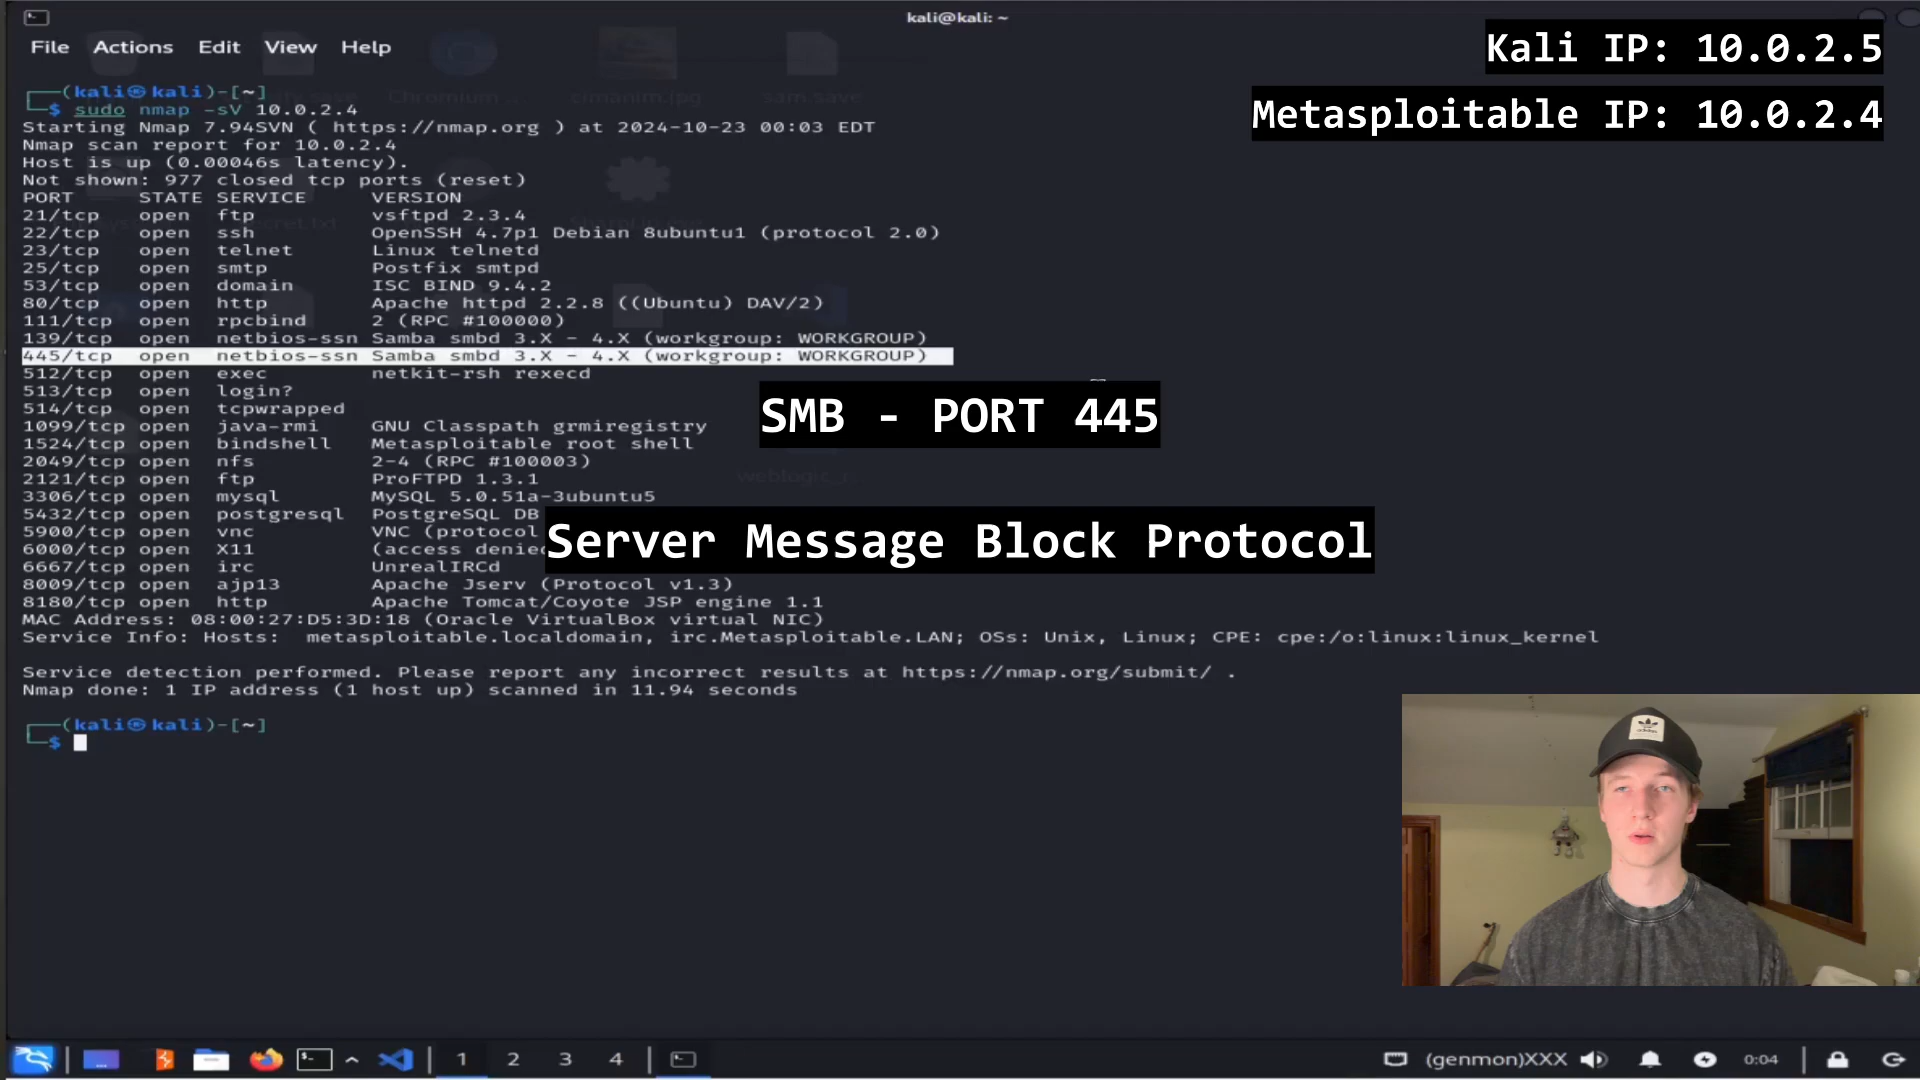 kali@kali: ~
File Actions Edit View Help
Kali IP: 10.0.2.5
Metasploitable IP: 10.0.2.4
(kali㉿kali)-[~]
$ sudo nmap -sV 10.0.2.4
Starting Nmap 7.94SVN ( https://nmap.org ) at 2024-10-23 00:03 EDT
Nmap scan report for 10.0.2.4
Host is up (0.00046s latency).
Not shown: 977 closed tcp ports (reset)
PORT STATE SERVICE VERSION
21/tcp open ftp vsftpd 2.3.4
22/tcp open ssh OpenSSH 4.7p1 Debian 8ubuntu1 (protocol 2.0)
23/tcp open telnet Linux telnetd
25/tcp open smtp Postfix smtpd
53/tcp open domain ISC BIND 9.4.2
80/tcp open http Apache httpd 2.2.8 ((Ubuntu) DAV/2)
111/tcp open rpcbind 2 (RPC #100000)
139/tcp open netbios-ssn Samba smbd 3.X - 4.X (workgroup: WORKGROUP)
445/tcp open netbios-ssn Samba smbd 3.X - 4.X (workgroup: WORKGROUP)
512/tcp open exec netkit-rsh rexecd
513/tcp open login?
514/tcp open tcpwrapped
1099/tcp open java-rmi GNU Classpath grmiregistry
1524/tcp open bindshell Metasploitable root shell
2049/tcp open nfs 2-4 (RPC #100003)
2121/tcp open ftp ProFTPD 1.3.1
3306/tcp open mysql MySQL 5.0.51a-3ubuntu5
5432/tcp open postgresql PostgreSQL DB
5900/tcp open vnc VNC (protocol
6000/tcp open X11 (access denie
6667/tcp open irc UnrealIRCd
8009/tcp open ajp13 Apache Jserv (Protocol v1.3)
8180/tcp open http Apache Tomcat/Coyote JSP engine 1.1
MAC Address: 08:00:27:D5:3D:18 (Oracle VirtualBox virtual NIC)
Service Info: Hosts: metasploitable.localdomain, irc.Metasploitable.LAN; OSs: Unix, Linux; CPE: cpe:/o:linux:linux_kernel
Service detection performed. Please report any incorrect results at https://nmap.org/submit/ .
Nmap done: 1 IP address (1 host up) scanned in 11.94 seconds
(kali㉿kali)-[~]
$
SMB - PORT 445
Server Message Block Protocol
1 2 3 4
(genmon)XXX 0:04